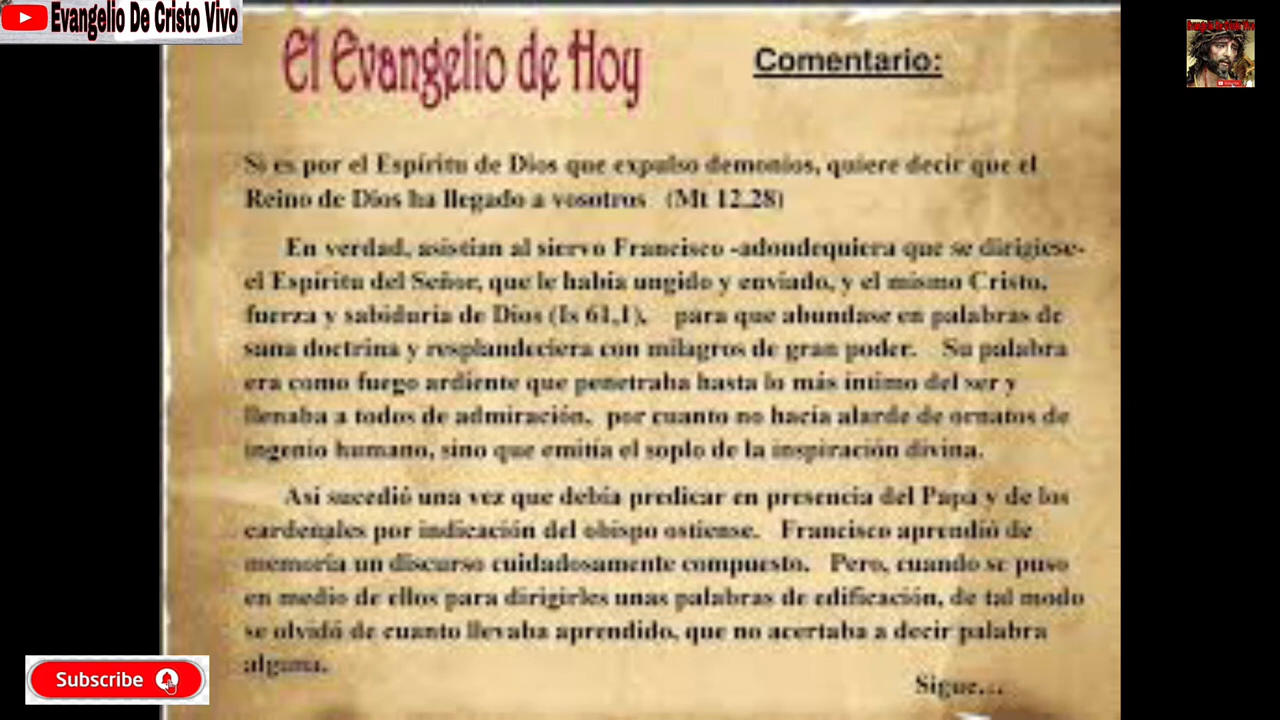 Evangelio De Cristo Vivo
El Evangelio de Hoy
Comentario:
Si es por el Espíritu de Dios que expulso demonios, quiere decir que el
Reino de Dios ha llegado a vosotros (Mt 12,28)
En verdad, asistían al siervo Francisco -adondequiera que se dirigiese-
el Espíritu del Señor, que le había ungido y enviado, y el mismo Cristo,
fuerza y sabiduría de Dios (Is 61,1), para que abundase en palabras de
sana doctrina y resplandeciera con milagros de gran poder. Su palabra
era como fuego ardiente que penetraba hasta lo más íntimo del ser y
llenaba a todos de admiración, por cuanto no hacía alarde de ornatos de
ingenio humano, sino que emitía el soplo de la inspiración divina.
Así sucedió una vez que debía predicar en presencia del Papa y de los
cardenales por indicación del obispo ostiense. Francisco aprendió de
memoria un discurso cuidadosamente compuesto. Pero, cuando se puso
en medio de ellos para dirigirles unas palabras de edificación, de tal modo
se olvidó de cuanto llevaba aprendido, que no acertaba a decir palabra
alguna.
Sigue...
Subscribe